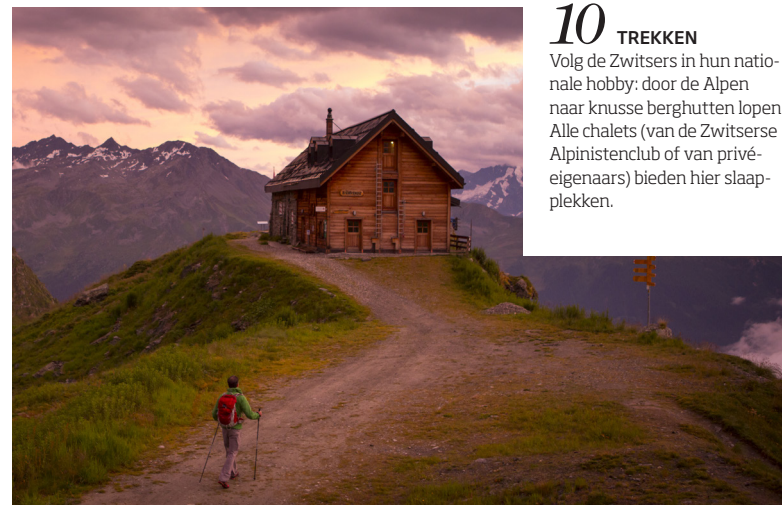 10 TREKKEN
Volg de Zwitsers in hun natio-
nale hobby: door de Alpen
naar knusse berghutten lopen
Alle chalets (van de Zwitserse
Alpinistenclub of van privé-
eigenaars) bieden hier slaap-
plekken.